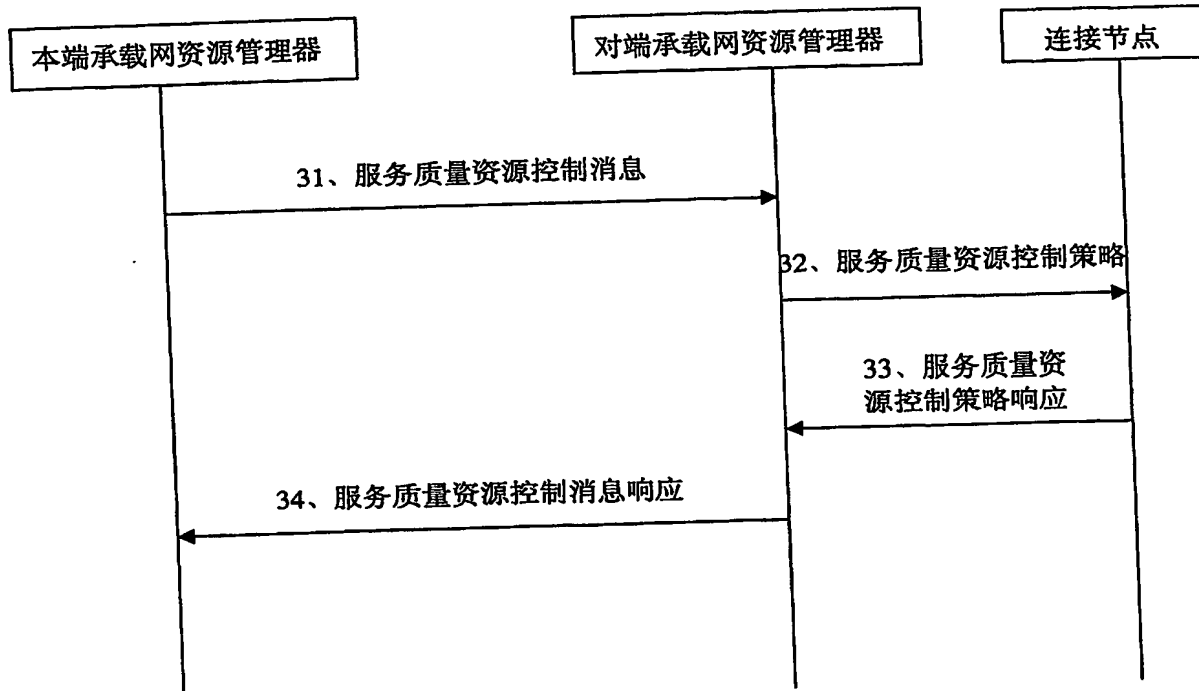 本端承载网资源管理器
对端承载网资源管理器
连接节点
31、服务质量资源控制消息
32、服务质量资源控制策略
33、服务质量资
源控制策略响应
34、服务质量资源控制消息响应